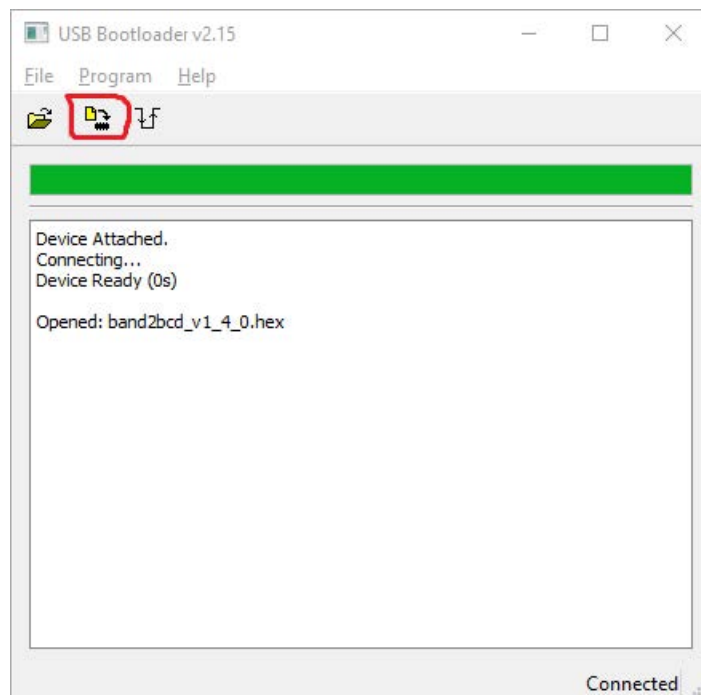 USB Bootloader v2.15
File Program Help
Device Attached.
Connecting...
Device Ready (0s)
Opened: band2bcd_v1_4_0.hex
Connected